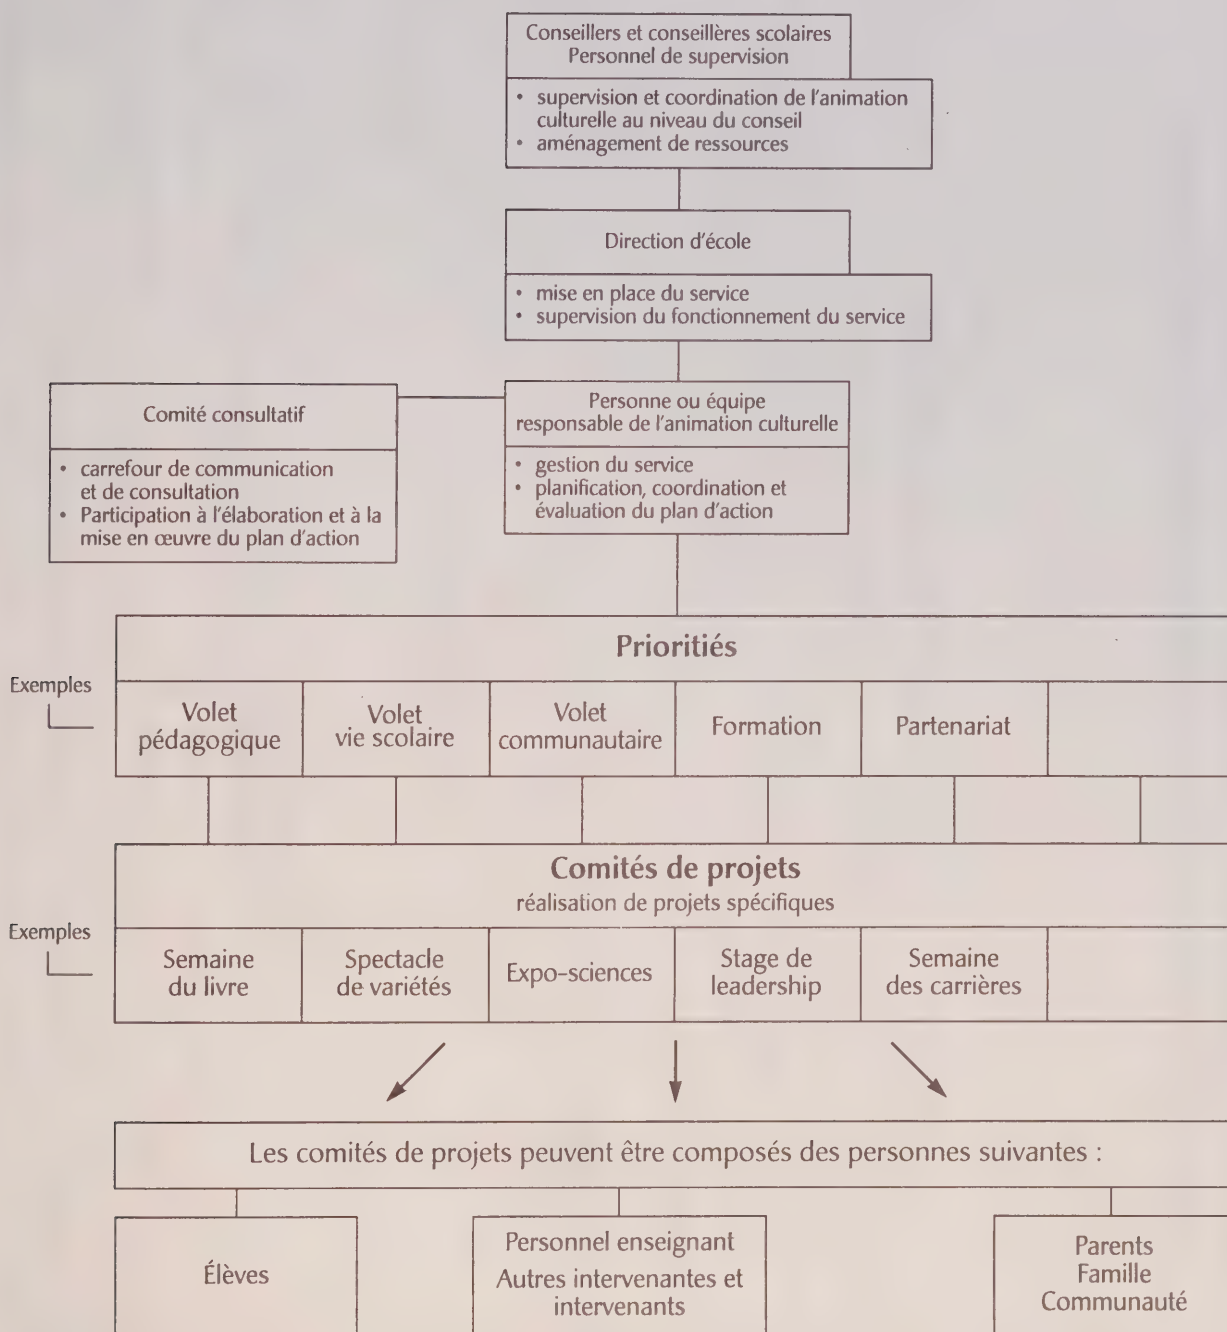 Conseillers et conseillères scolaires
Personnel de supervision
• supervision et coordination de l'animation
culturelle au niveau du conseil
• aménagement de ressources
Direction d'école
• mise en place du service
• supervision du fonctionnement du service
Comité consultatif
• carrefour de communication
et de consultation
• Participation à l'élaboration et à la
mise en œuvre du plan d'action
Personne ou équipe
responsable de l'animation culturelle
• gestion du service
• planification, coordination et
évaluation du plan d'action
Prioritiés
Exemples
Volet
pédagogique
Volet
vie scolaire
Volet
communautaire
Formation
Partenariat
Comités de projets
réalisation de projets spécifiques
Exemples
Semaine
du livre
Spectacle
de variétés
Expo-sciences
Stage de
leadership
Semaine
des carrières
Les comités de projets peuvent être composés des personnes suivantes :
Élèves
Personnel enseignant
Autres intervenantes et
intervenants
Parents
Famille
Communauté